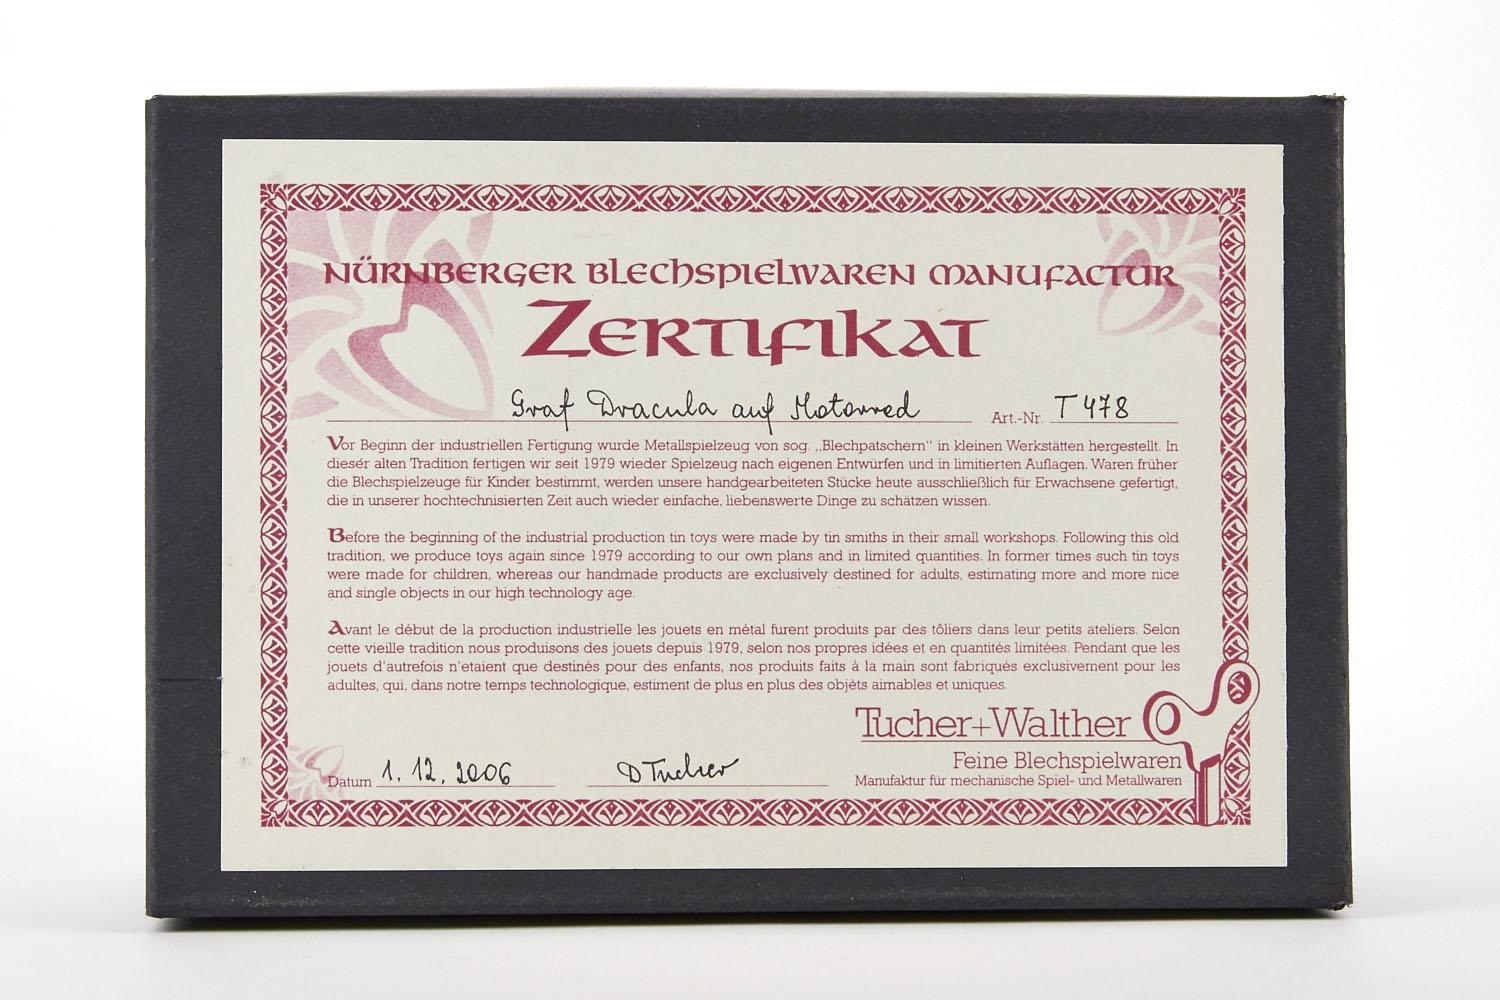 NÜRNBERGER BLECHSPIELWAREN MANUFACTUR
ZERTIFIKAT
Graf Dracula auf Motorrad Art.-Nr. T 478
Vor Beginn der industriellen Fertigung wurde Metallspielzeug von sog. „Blechpatschern“ in kleinen Werkstätten hergestellt. In
dieser alten Tradition fertigen wir seit 1979 wieder Spielzeug nach eigenen Entwürfen und in limitierten Auflagen. Waren früher
die Blechspielzeuge für Kinder bestimmt, werden unsere handgearbeiteten Stücke heute ausschließlich für Erwachsene gefertigt,
die in unserer hochtechnisierten Zeit auch wieder einfache, liebenswerte Dinge zu schätzen wissen.
Before the beginning of the industrial production tin toys were made by tin smiths in their small workshops. Following this old
tradition, we produce toys again since 1979 according to our own plans and in limited quantities. In former times such tin toys
were made for children, whereas our handmade products are exclusively destined for adults, estimating more and more nice
and single objects in our high technology age.
Avant le début de la production industrielle les jouets en métal furent produits par des tôliers dans leur petits ateliers. Selon
cette vieille tradition nous produisons des jouets depuis 1979, selon nos propres idées et en quantités limitées. Pendant que les
jouets d'autrefois n'etaient que destinés pour des enfants, nos produits faits à la main sont fabriqués exclusivement pour les
adultes, qui, dans notre temps technologique, estiment de plus en plus des objèts aimables et uniques.
Tucher+Walther
Feine Blechspielwaren
Manufaktur für mechanische Spiel- und Metallwaren
Datum 1. 12. 2006 D Tucher